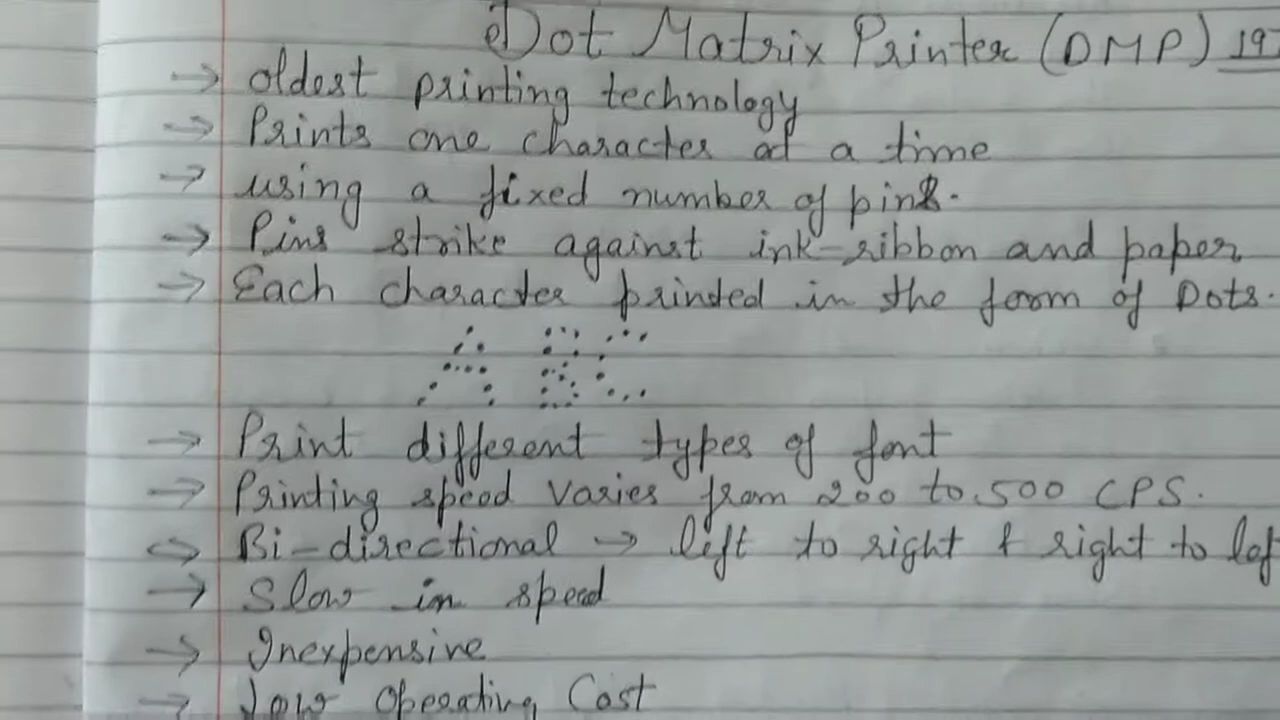 Dot Matrix Printer (DMP) 19
→ Oldest printing technology
→ Prints one character at a time
→ using a fixed number of pins.
→ Pins strike against ink-ribbon and paper
→ Each character printed in the form of Dots.
A B C
→ Print different types of font
→ Printing speed varies from 200 to 500 CPS.
→ Bi-directional → left to right & right to lef
→ Slow in speed
→ Inexpensive
→ Low Operating Cost